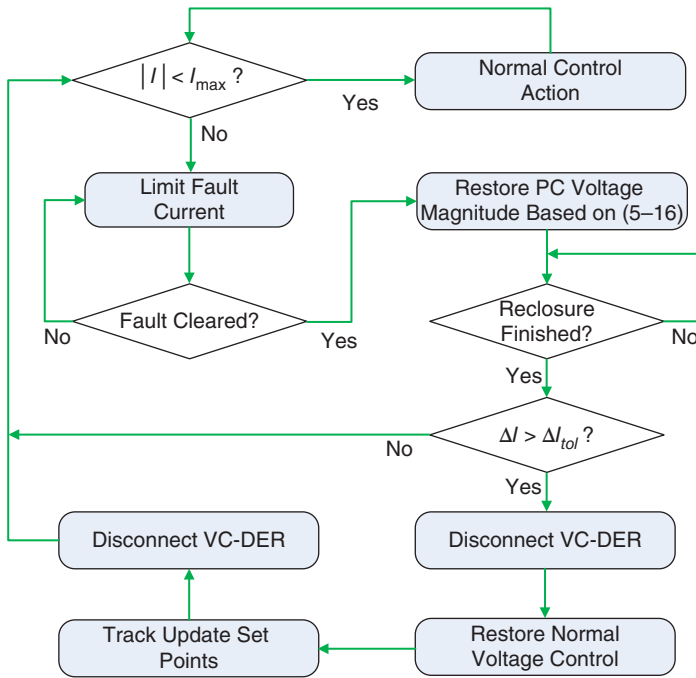 | I | < Imax ?
Normal Control
Action
Yes
No
Limit Fault
Current
Restore PC Voltage
Magnitude Based on (5–16)
Fault Cleared?
No
Yes
Reclosure
Finished?
No
Yes
ΔI > ΔItol ?
No
Yes
Disconnect VC-DER
Disconnect VC-DER
Track Update Set
Points
Restore Normal
Voltage Control